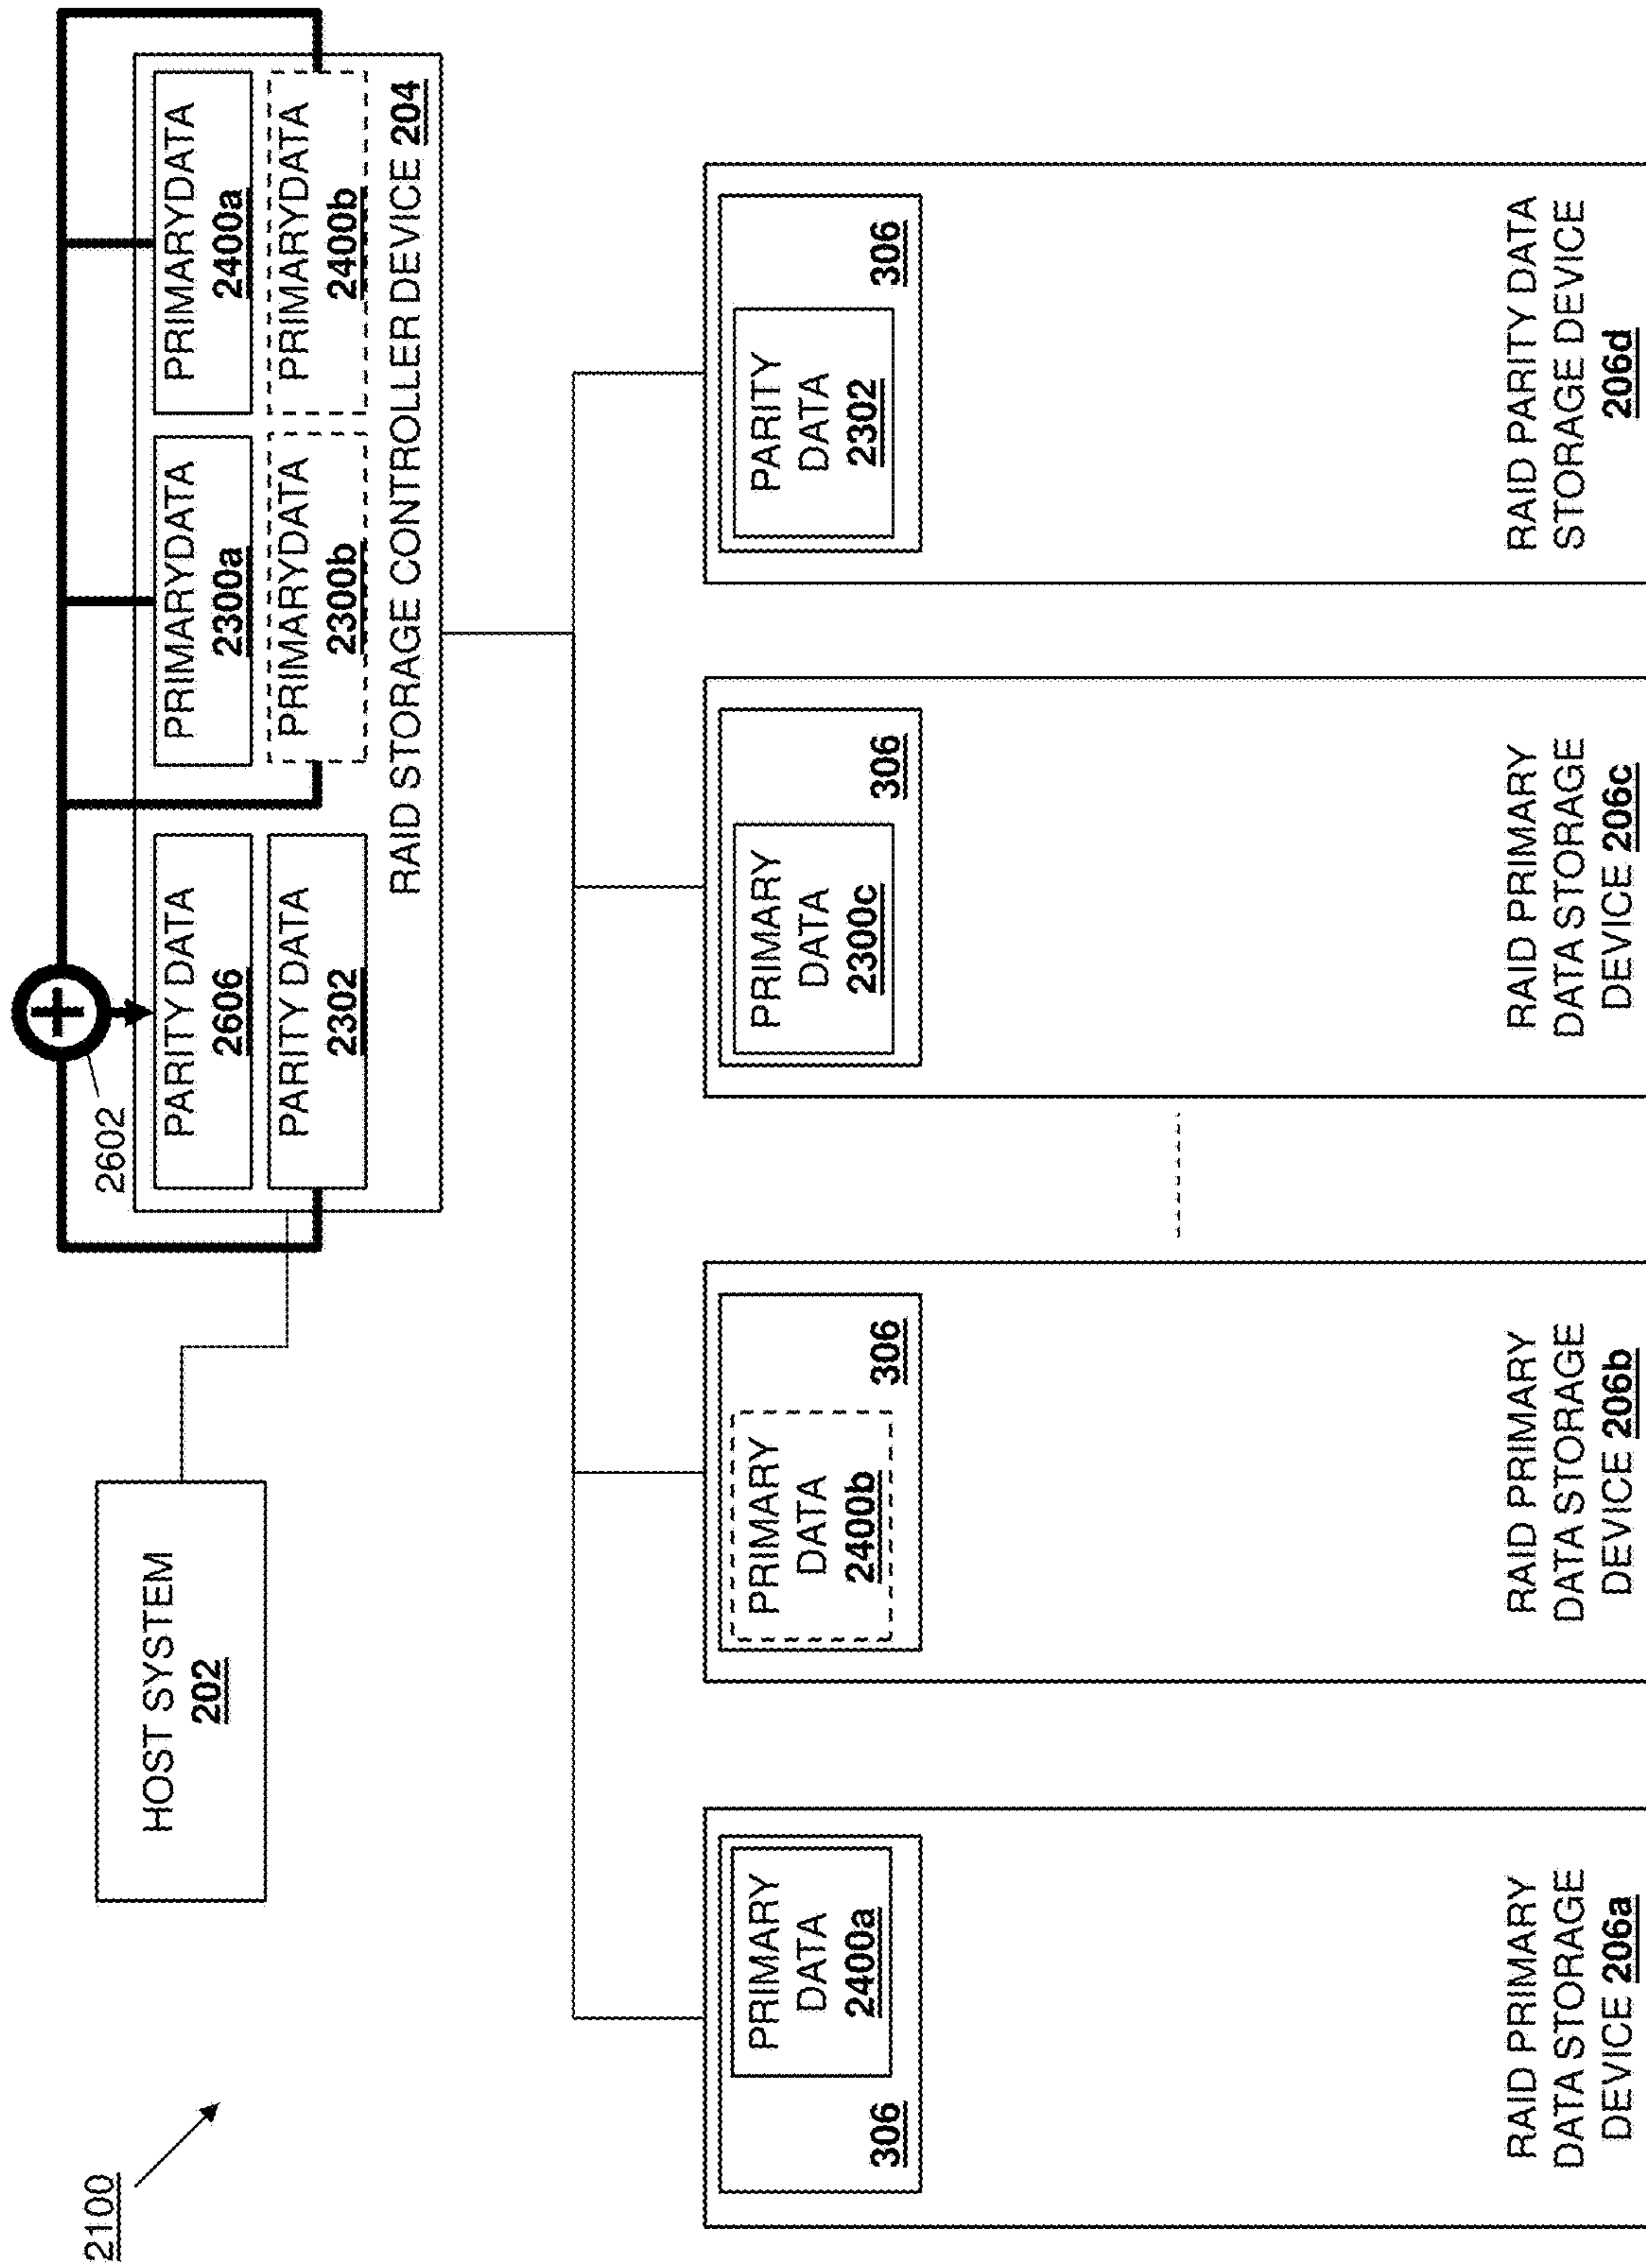 2100
HOST SYSTEM
202
2602
PARITY DATA
2606
PARITY DATA
2302
PRIMARYDATA
2300a
PRIMARYDATA
2300b
PRIMARYDATA
2400a
PRIMARYDATA
2400b
RAID STORAGE CONTROLLER DEVICE 204
306
PRIMARY
DATA
2400a
RAID PRIMARY
DATA STORAGE
DEVICE 206a
PRIMARY
DATA
2400b
306
RAID PRIMARY
DATA STORAGE
DEVICE 206b
PRIMARY
DATA
2300c
306
RAID PRIMARY
DATA STORAGE
DEVICE 206c
PARITY
DATA
2302
306
RAID PARITY DATA
STORAGE DEVICE
206d